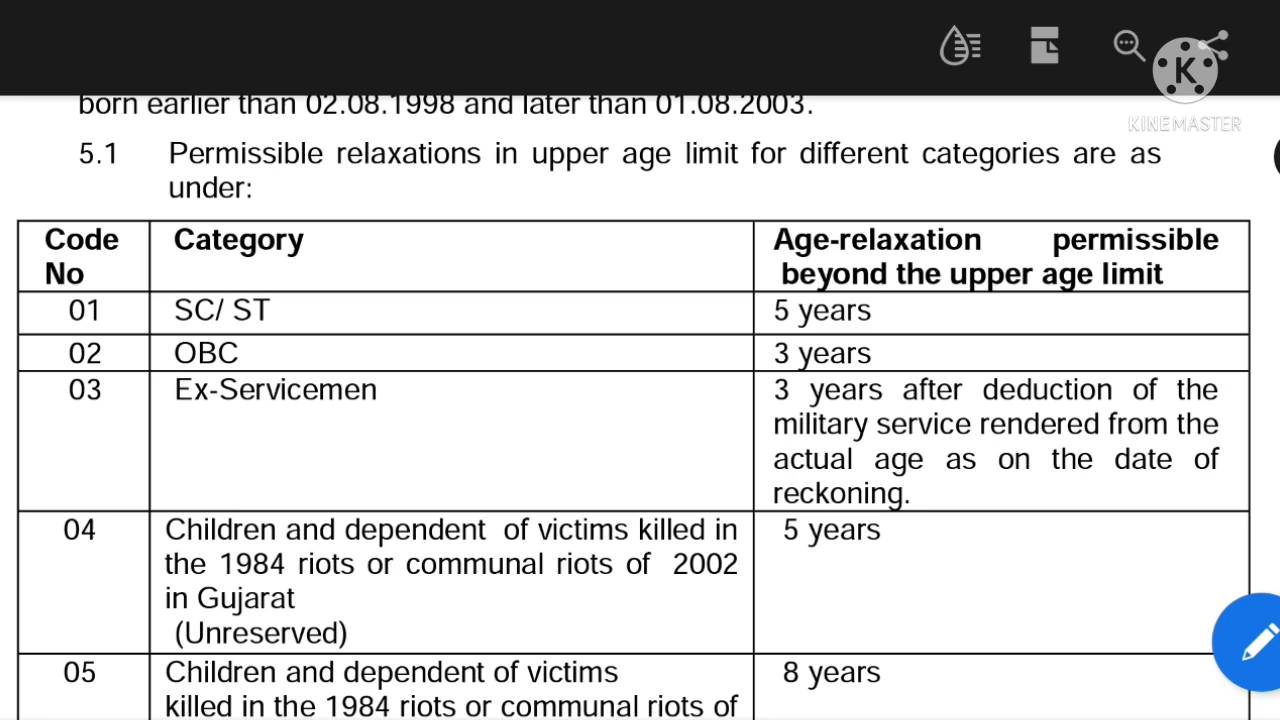 K
KINEMASTER
born earlier than 02.08.1998 and later than 01.08.2003.
5.1 Permissible relaxations in upper age limit for different categories are as
under:
Code No Category Age-relaxation permissible beyond the upper age limit
01 SC/ ST 5 years
02 OBC 3 years
03 Ex-Servicemen 3 years after deduction of the
military service rendered from the
actual age as on the date of
reckoning.
04 Children and dependent of victims killed in 5 years
the 1984 riots or communal riots of 2002
in Gujarat
(Unreserved)
05 Children and dependent of victims 8 years
killed in the 1984 riots or communal riots of